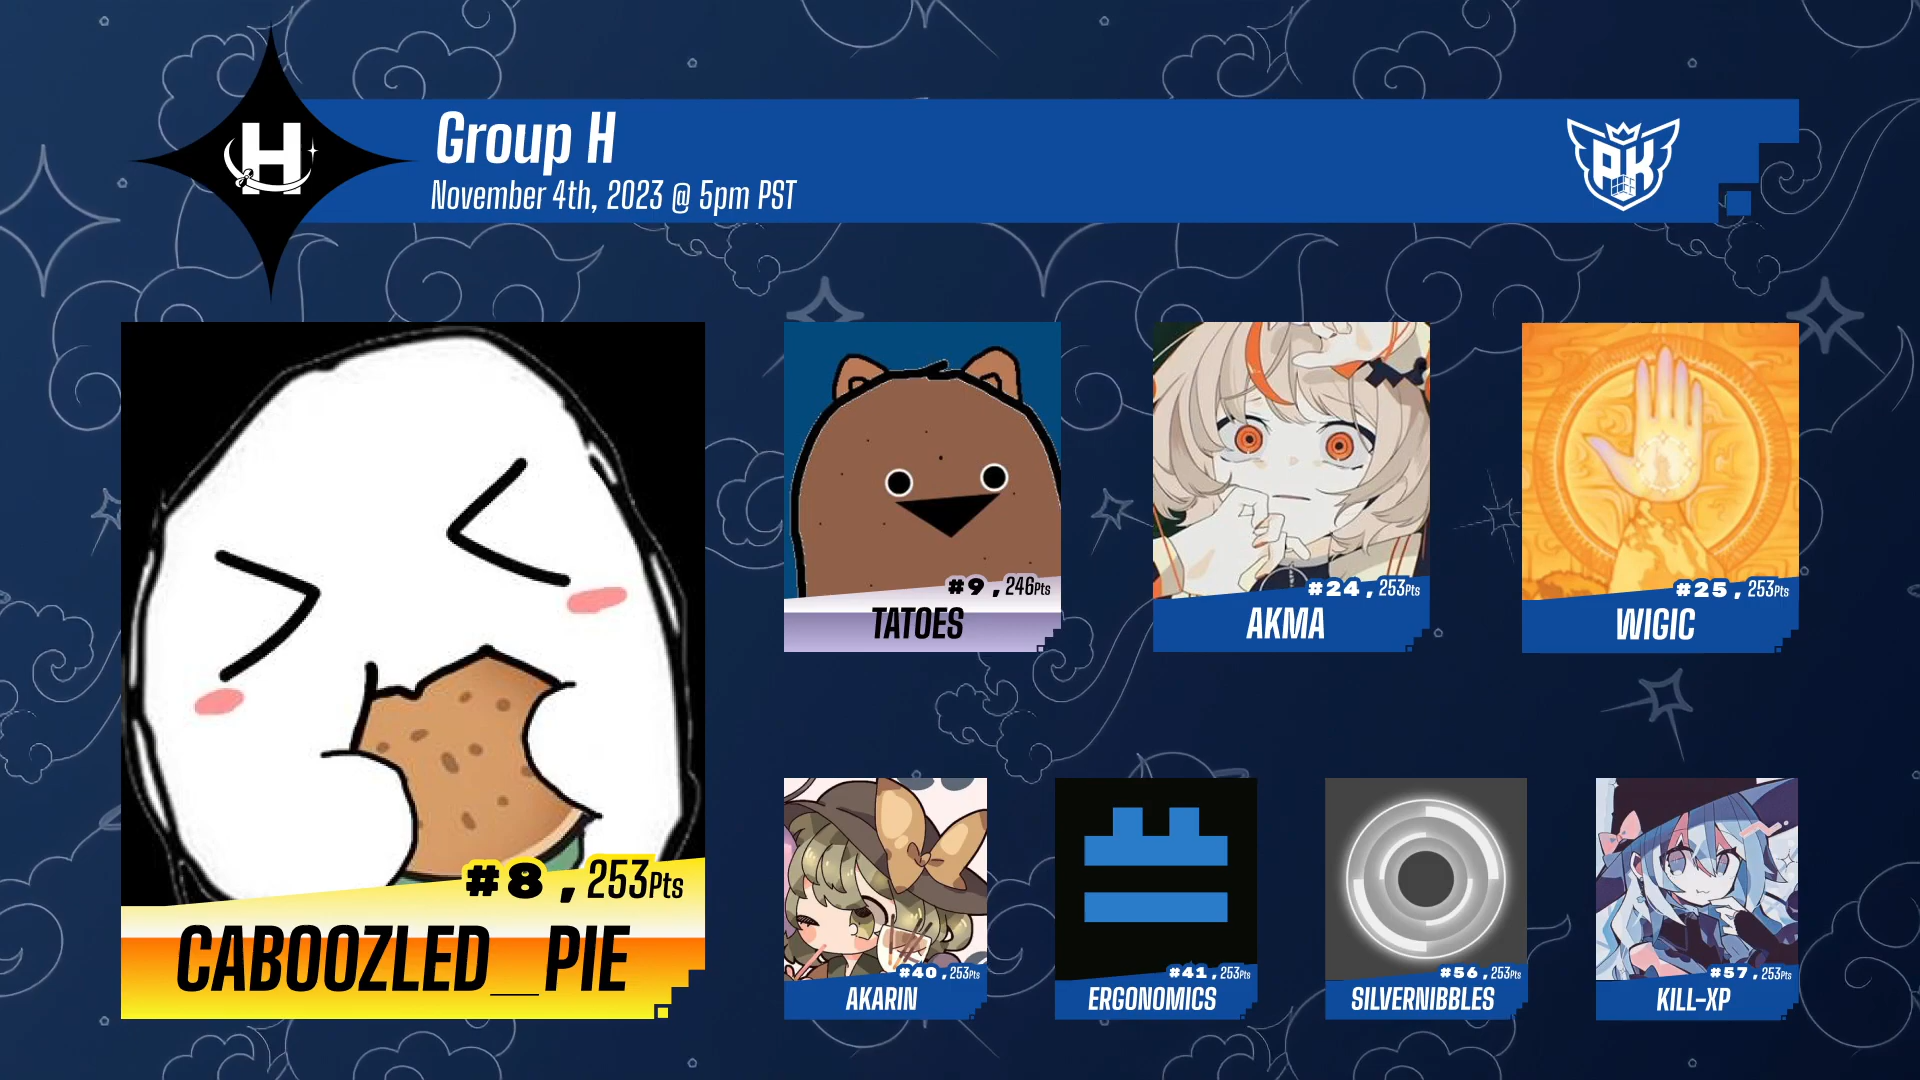 H
Group H
November 4th, 2023 @ 5pm PST
AK
#8, 253Pts
CABOOZLED_PIE
#9, 246Pts
TATOES
#24, 253Pts
AKMA
#25, 253Pts
WIGIC
#40, 253Pts
AKARIN
#41, 253Pts
ERGONOMICS
#56, 253Pts
SILVERNIBBLES
#57, 253Pts
KILL-XP